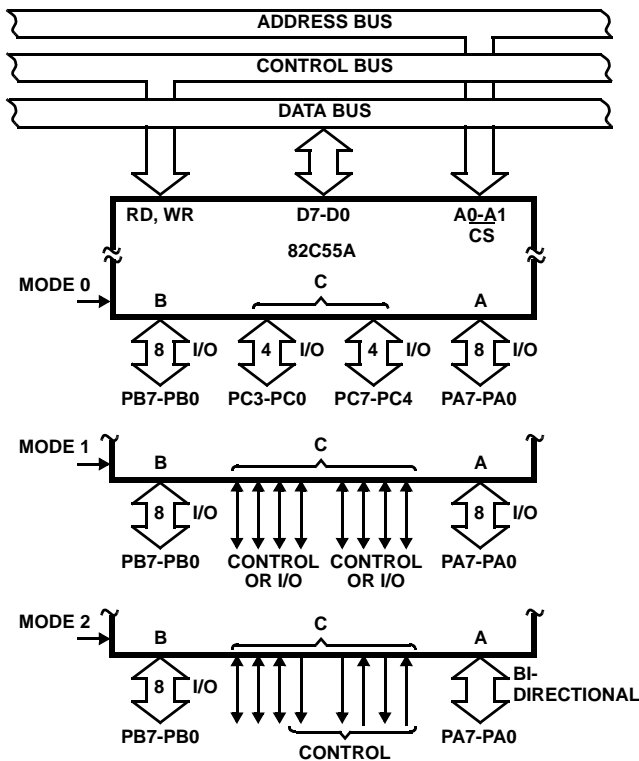 ADDRESS BUS
CONTROL BUS
DATA BUS
RD, WR D7-D0 A0-A1
CS
82C55A
MODE 0
B C A
8 I/O 4 I/O 4 I/O 8 I/O
PB7-PB0 PC3-PC0 PC7-PC4 PA7-PA0
MODE 1
B C A
8 I/O 8 I/O
PB7-PB0 CONTROL CONTROL PA7-PA0
OR I/O OR I/O
MODE 2
B C A
8 I/O BI-
DIRECTIONAL
PB7-PB0 PA7-PA0
CONTROL